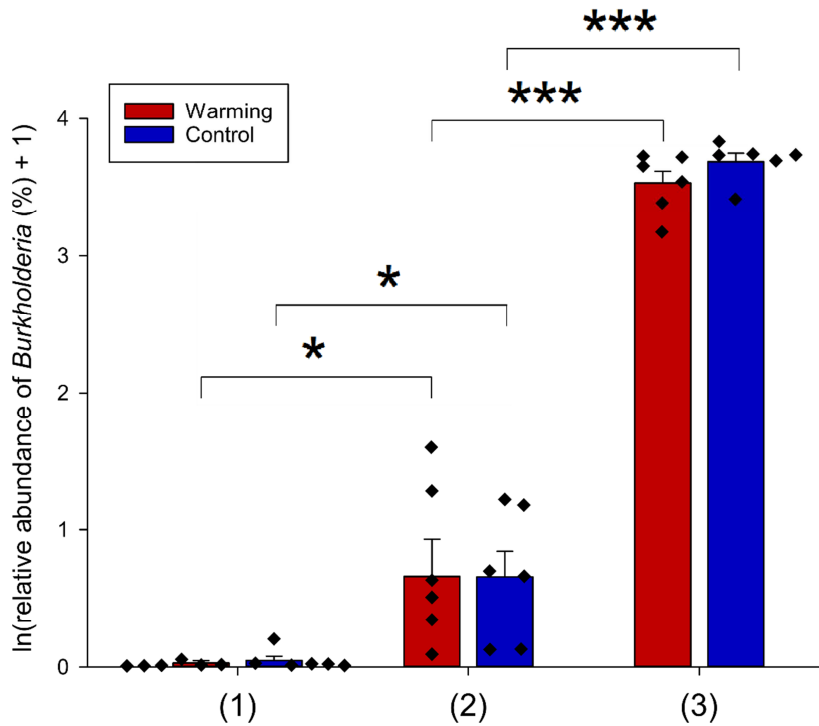 ***
***
Warming
Control
*
*
ln(relative abundance of Burkholderia (%) + 1)
4
3
2
1
0
(1) (2) (3)